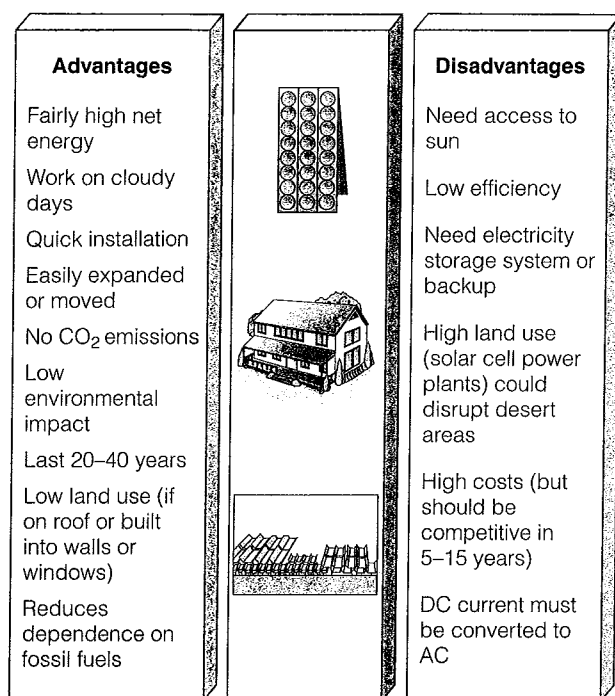 Advantages
Fairly high net
energy
Work on cloudy
days
Quick installation
Easily expanded
or moved
No CO₂ emissions
Low
environmental
impact
Last 20–40 years
Low land use (if
on roof or built
into walls or
windows)
Reduces
dependence on
fossil fuels
Disadvantages
Need access to
sun
Low efficiency
Need electricity
storage system or
backup
High land use
(solar cell power
plants) could
disrupt desert
areas
High costs (but
should be
competitive in
5–15 years)
DC current must
be converted to
AC